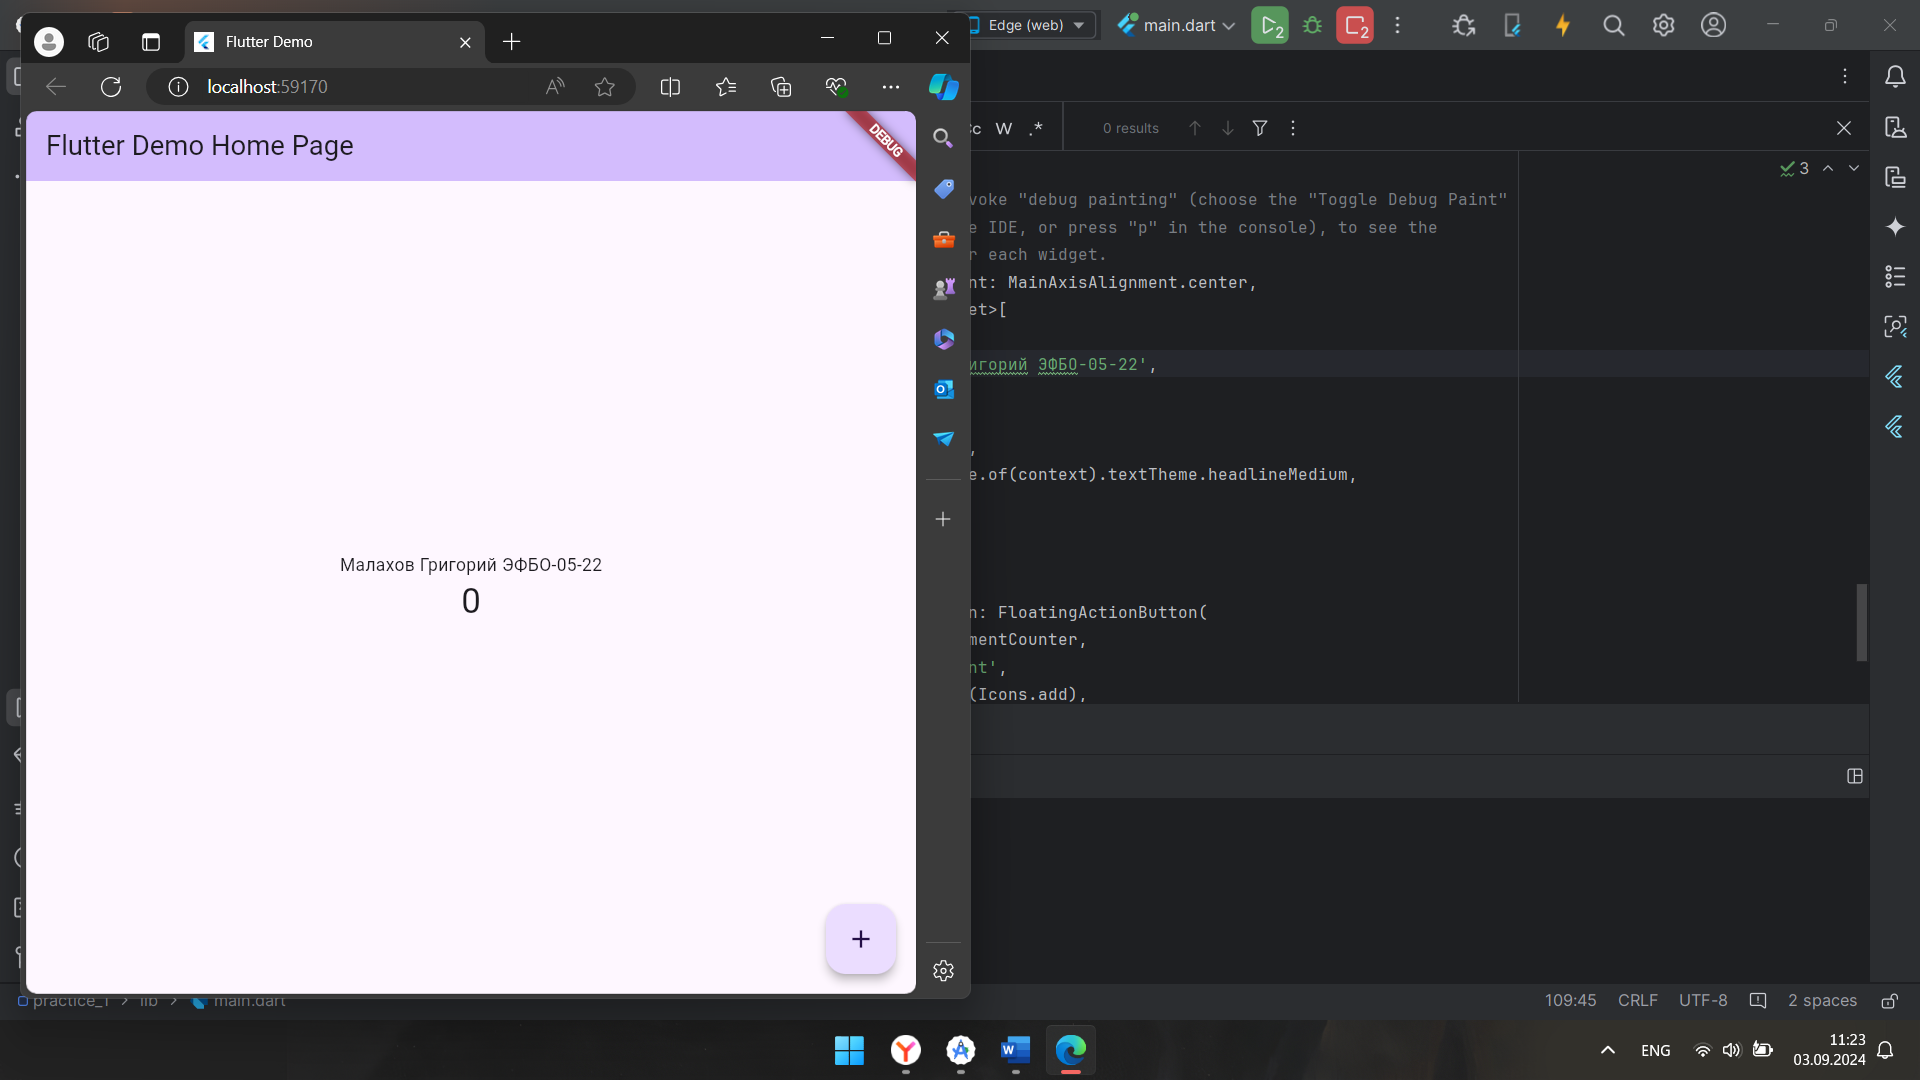 Flutter Demo
Edge (web)
main.dart
2
2
localhost:59170
Flutter Demo Home Page
DEBUG
Cc W .*
0 results
3
voke "debug painting" (choose the "Toggle Debug Paint"
e IDE, or press "p" in the console), to see the
r each widget.
nt: MainAxisAlignment.center,
et>[
игорий ЭФБО-05-22',
,
e.of(context).textTheme.headlineMedium,
Малахов Григорий ЭФБО-05-22
0
n: FloatingActionButton(
mentCounter,
nt',
(Icons.add),
+
practice_1 > lib > main.dart
109:45 CRLF UTF-8 2 spaces
ENG
11:23
03.09.2024